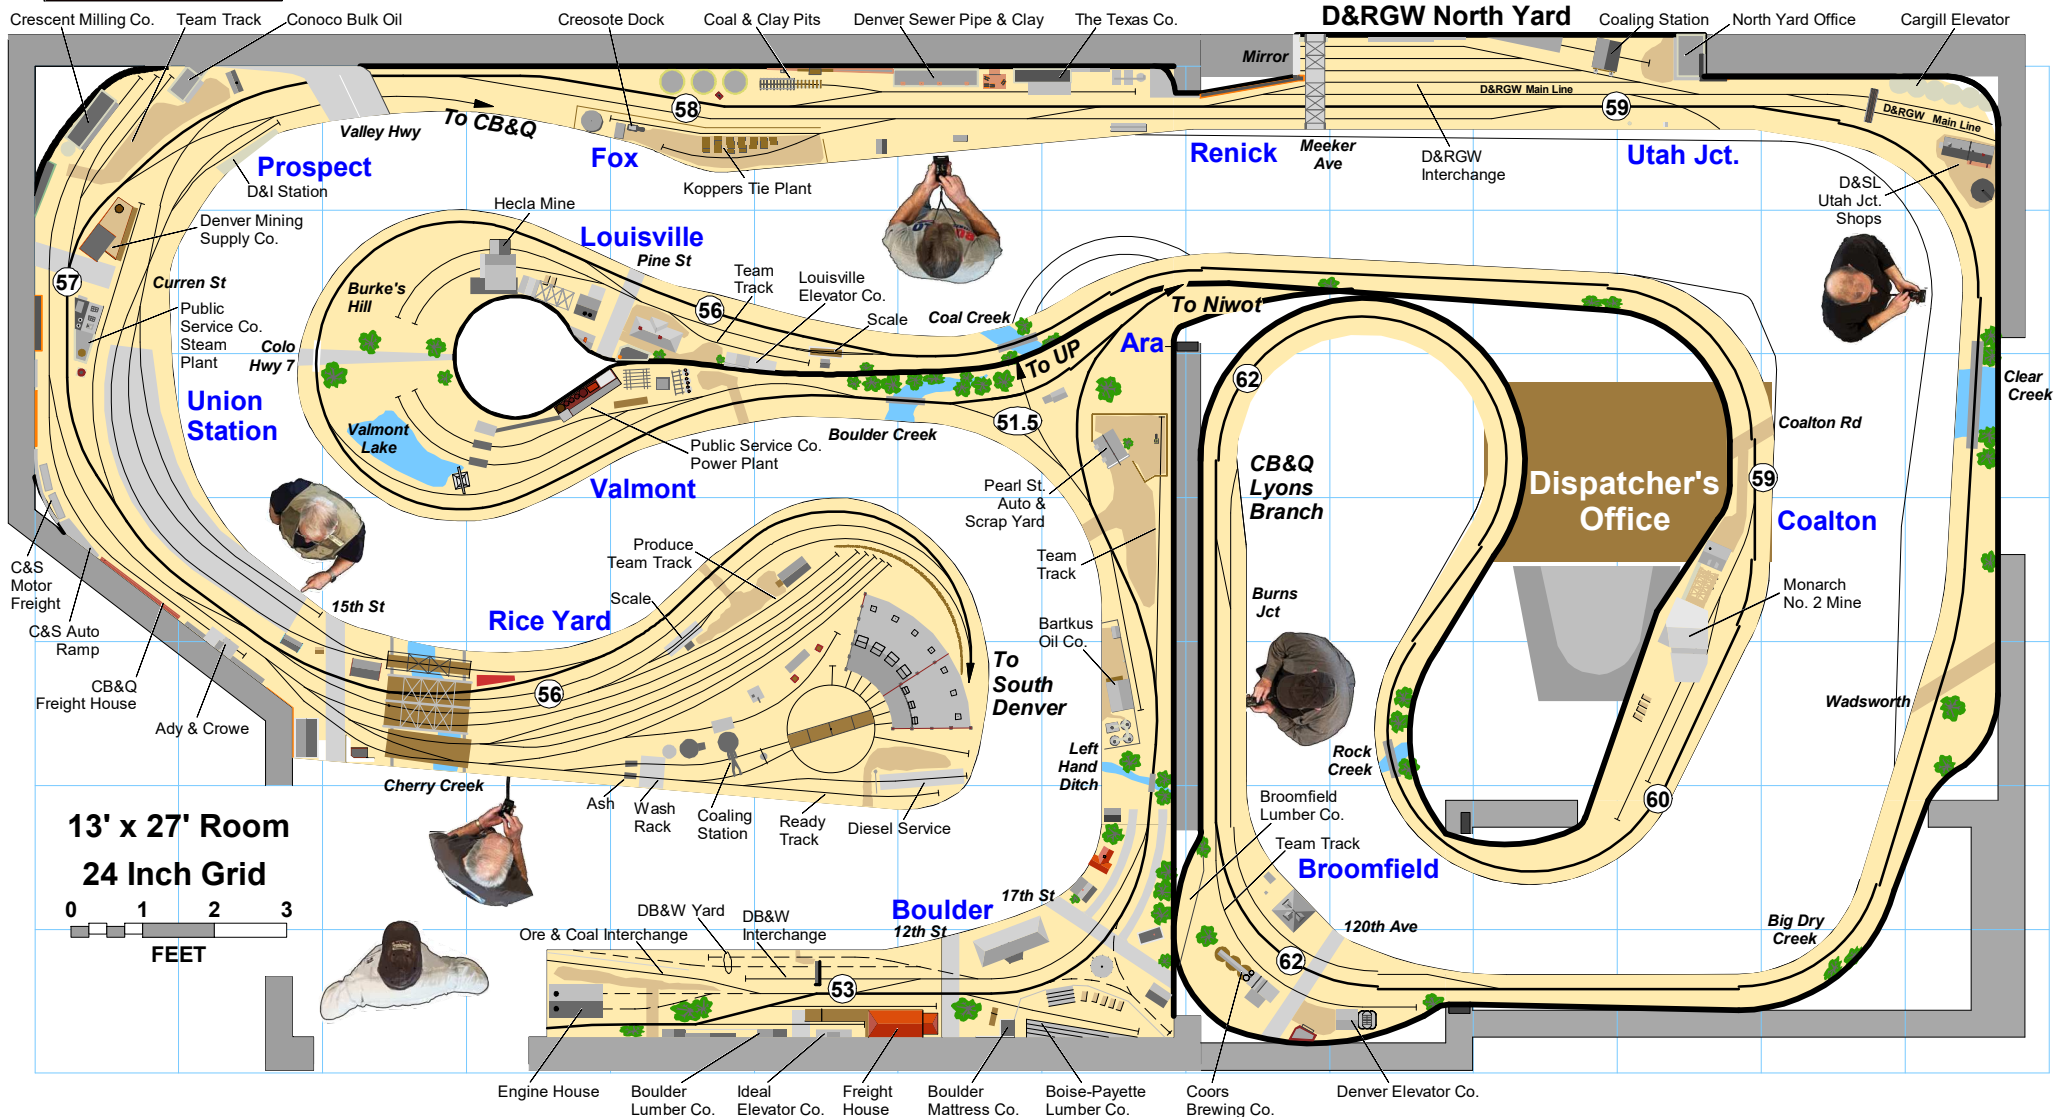 D&RGW North Yard
Crescent Milling Co.
Team Track
Conoco Bulk Oil
Creosote Dock
Coal & Clay Pits
Denver Sewer Pipe & Clay
The Texas Co.
Coaling Station
North Yard Office
Cargill Elevator
Mirror
D&RGW Main Line
58
59
D&RGW Main Line
To CB&Q
Valley Hwy
Prospect
D&I Station
Fox
Koppers Tie Plant
Renick
Meeker
Ave
D&RGW
Interchange
Utah Jct.
D&SL
Utah Jct.
Shops
Denver Mining
Supply Co.
Hecla Mine
Louisville
Pine St
57
Curren St
Public
Service Co.
Steam
Plant
Burke's
Hill
Colo
Hwy 7
56
Team
Track
Louisville
Elevator Co.
Scale
Coal Creek
To Niwot
To UP
Ara
62
Clear
Creek
Union
Station
Valmont
Lake
Public Service Co.
Power Plant
Valmont
Boulder Creek
51.5
Coalton Rd
CB&Q
Lyons
Branch
Dispatcher's
Office
59
Coalton
Pearl St.
Auto &
Scrap Yard
Team
Track
C&S
Motor
Freight
C&S Auto
Ramp
CB&Q
Freight House
Ady & Crowe
15th St
Rice Yard
Produce
Team Track
Scale
56
To
South
Denver
Bartkus
Oil Co.
Burns
Jct
Monarch
No. 2 Mine
Wadsworth
Rock
Creek
Left
Hand
Ditch
Cherry Creek
Ash
Wash
Rack
Coaling
Station
Ready
Track
Diesel Service
Broomfield
Lumber Co.
Team Track
60
Broomfield
13' x 27' Room
24 Inch Grid
0 1 2 3
FEET
DB&W Yard
Ore & Coal Interchange
DB&W
Interchange
Boulder
12th St
17th St
120th Ave
Big Dry
Creek
53
62
Engine House
Boulder
Lumber Co.
Ideal
Elevator Co.
Freight
House
Boulder
Mattress Co.
Boise-Payette
Lumber Co.
Coors
Brewing Co.
Denver Elevator Co.